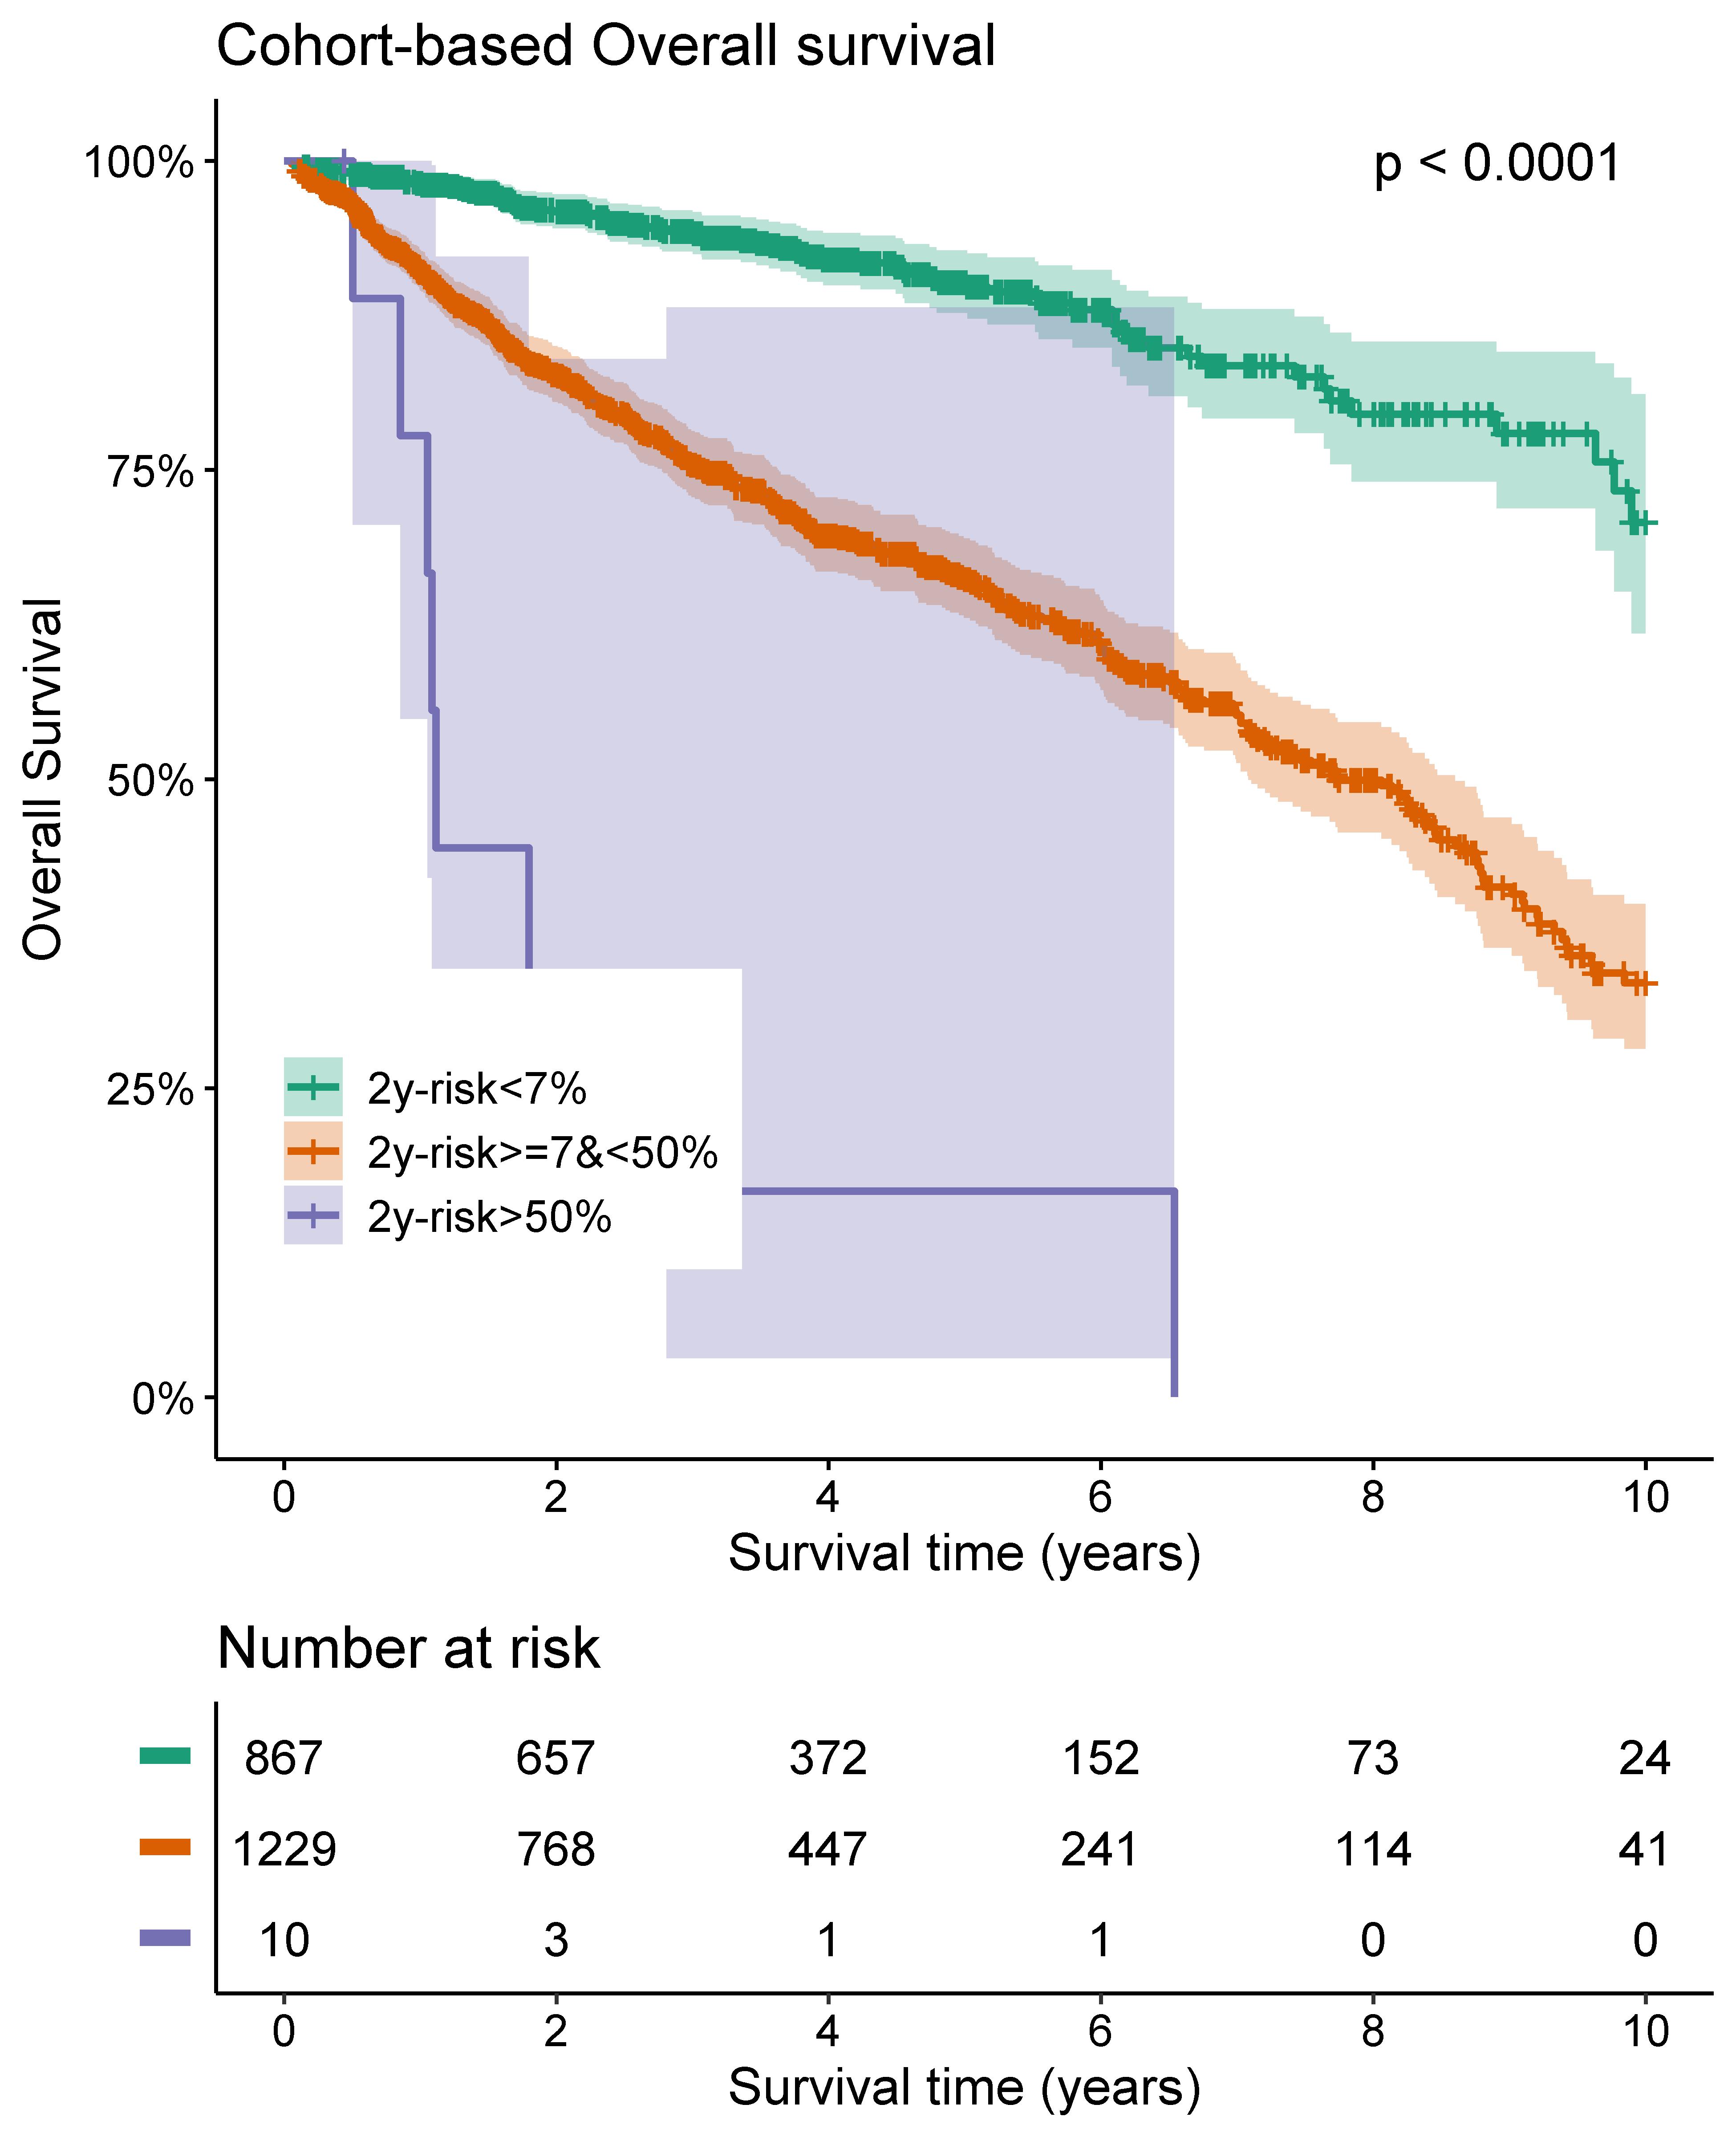 Cohort-based Overall survival
p < 0.0001
100%
75%
50%
25%
0%
Overall Survival
2y-risk<7%
2y-risk>=7&<50%
2y-risk>50%
0 2 4 6 8 10
Survival time (years)
Number at risk
867 657 372 152 73 24
1229 768 447 241 114 41
10 3 1 1 0 0
0 2 4 6 8 10
Survival time (years)